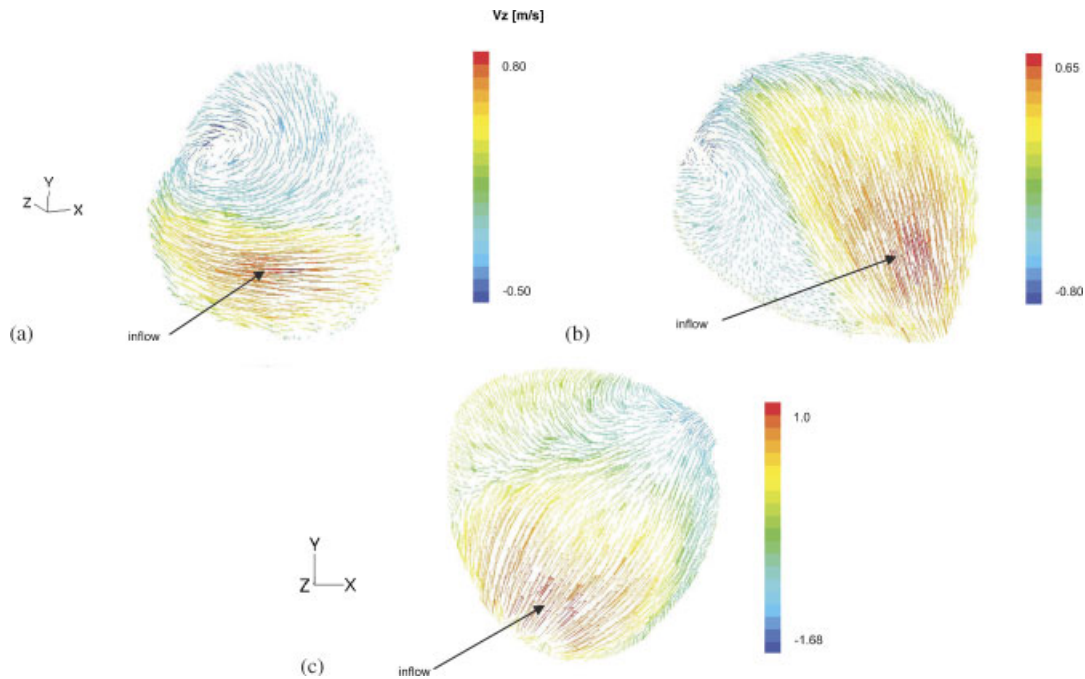 Vz [m/s]
0.80
-0.50
Y
Z
X
inflow
(a)
0.65
-0.80
inflow
(b)
1.0
-1.68
Y
Z
X
inflow
(c)